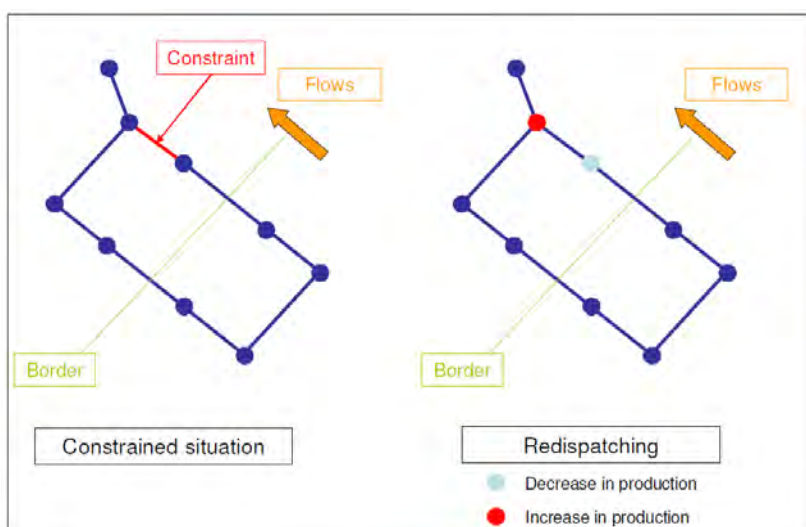 Constraint
Flows
Border
Constrained situation
Flows
Border
Redispatching
Decrease in production
Increase in production